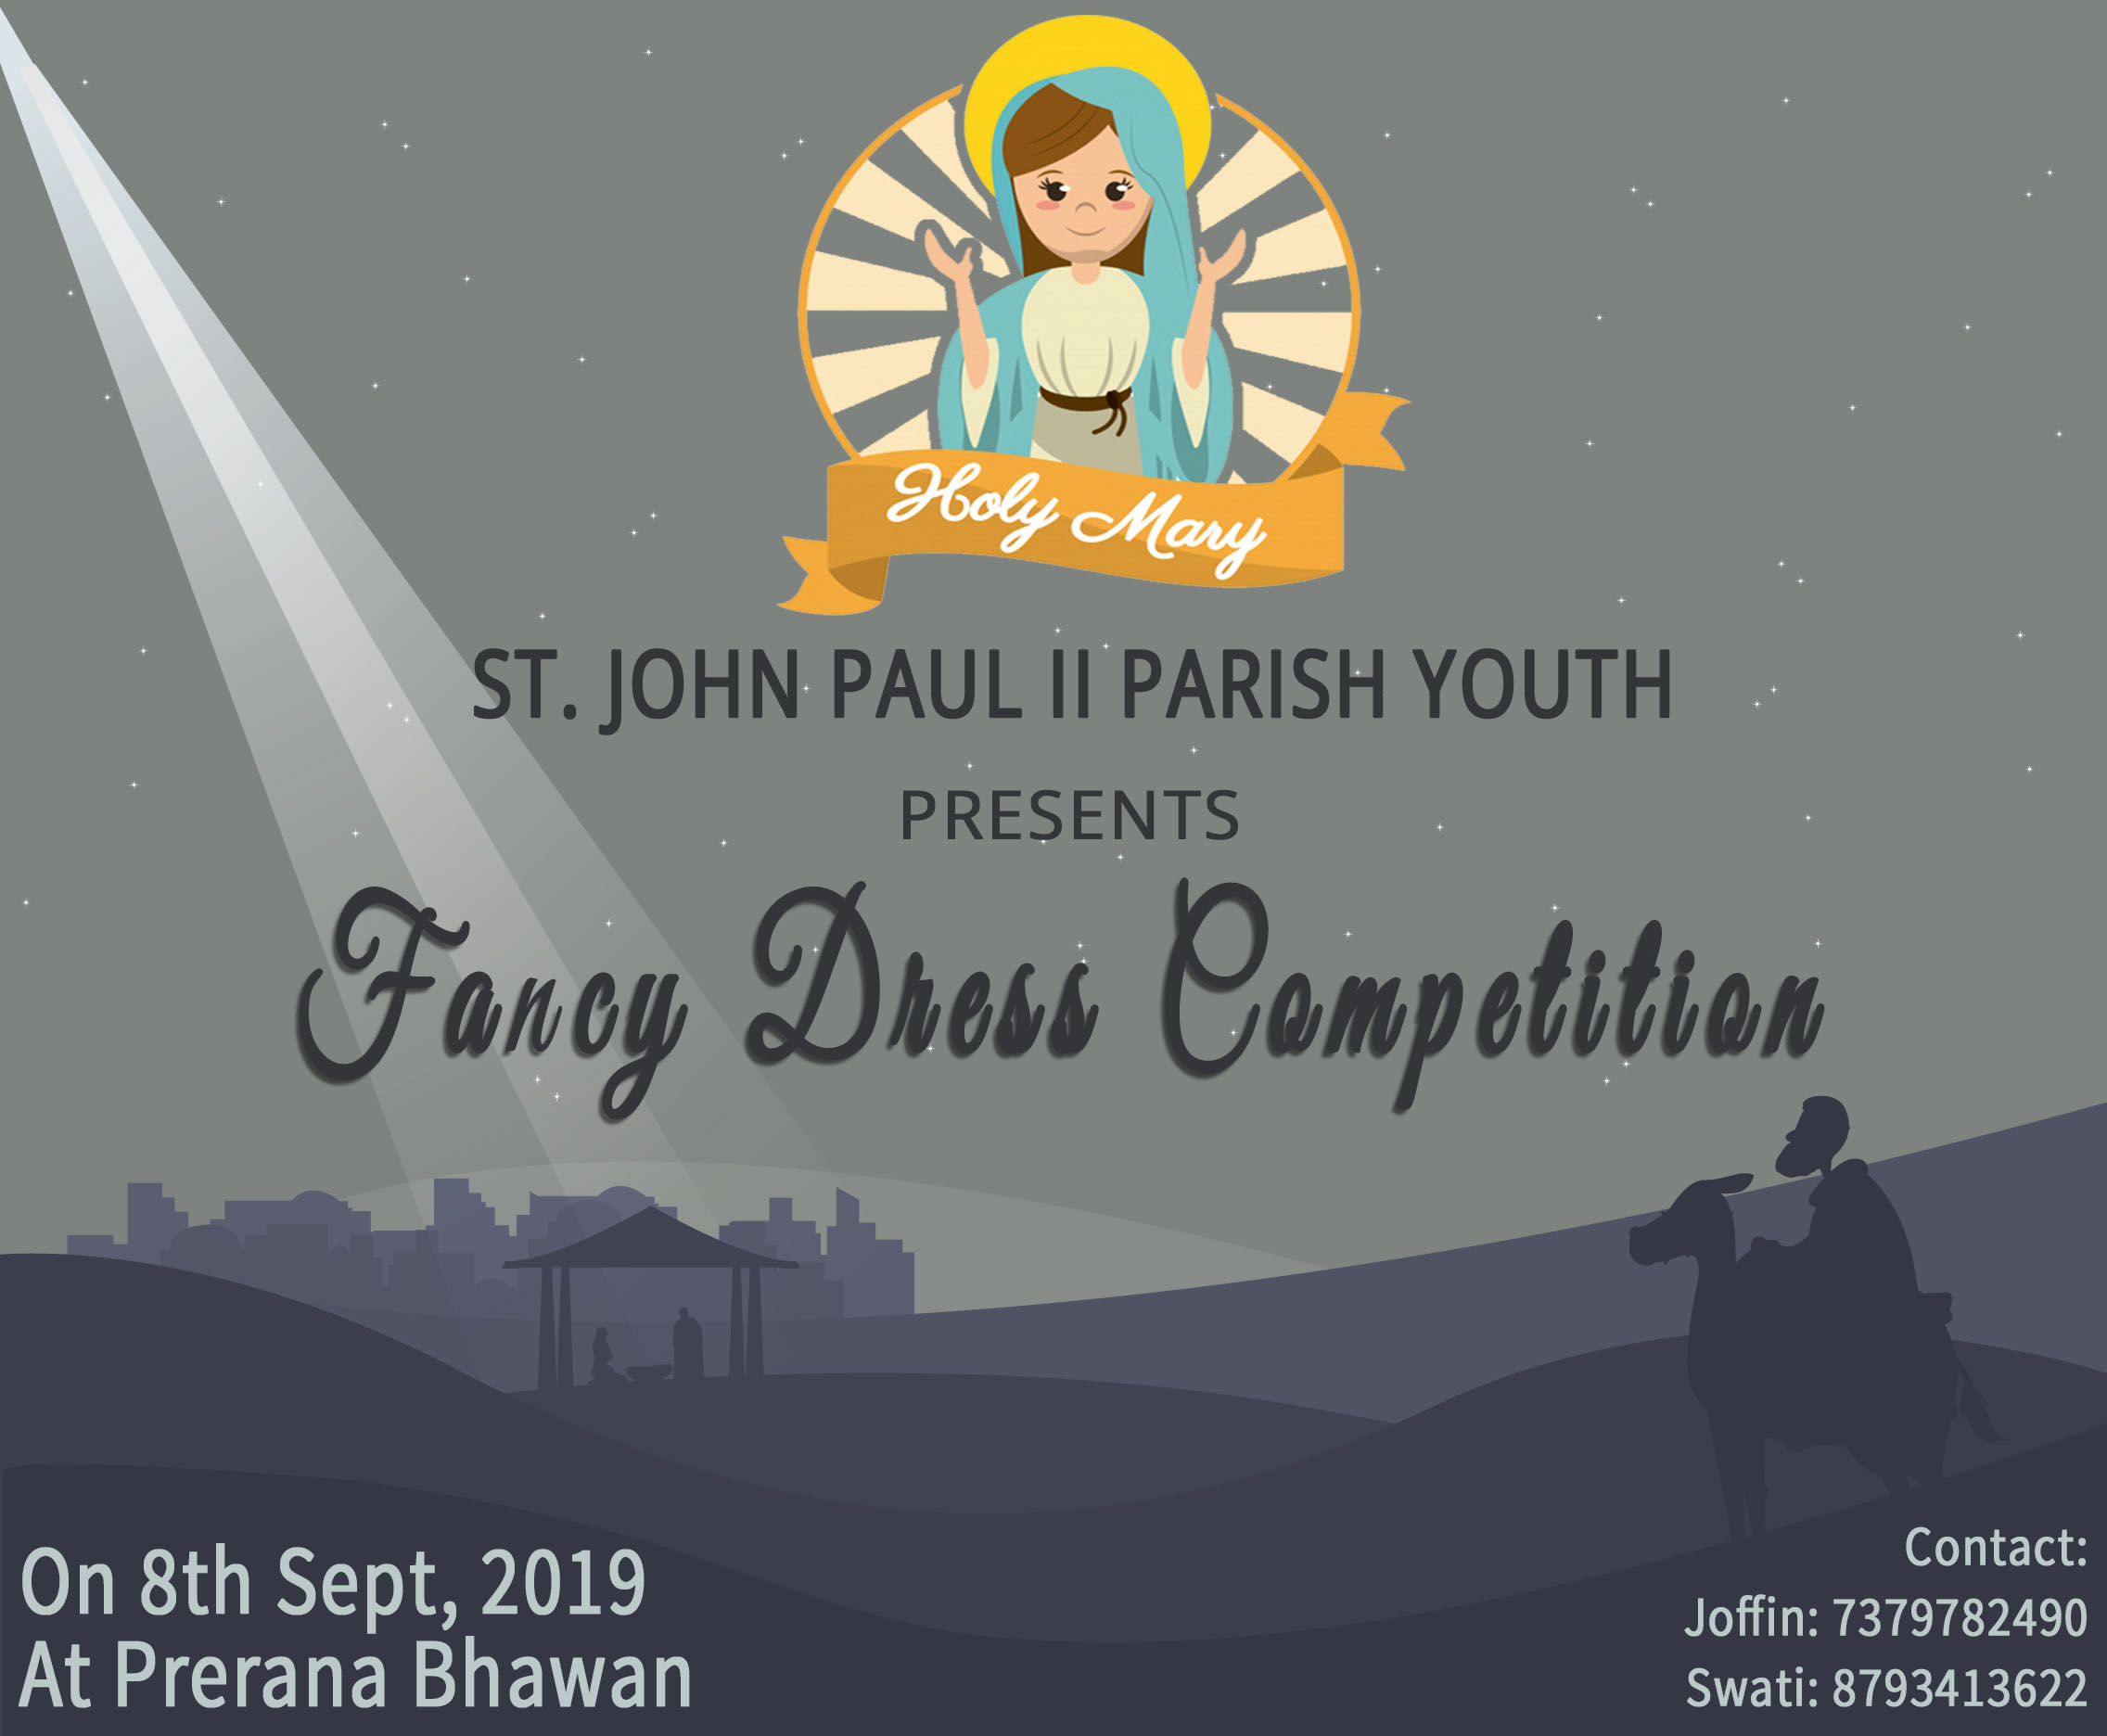 Holy Mary
ST. JOHN PAUL II PARISH YOUTH
PRESENTS
Fancy Dress Competition
On 8th Sept, 2019
At Prerana Bhawan
Contact:
Joffin: 7379782490
Swati: 8793413622